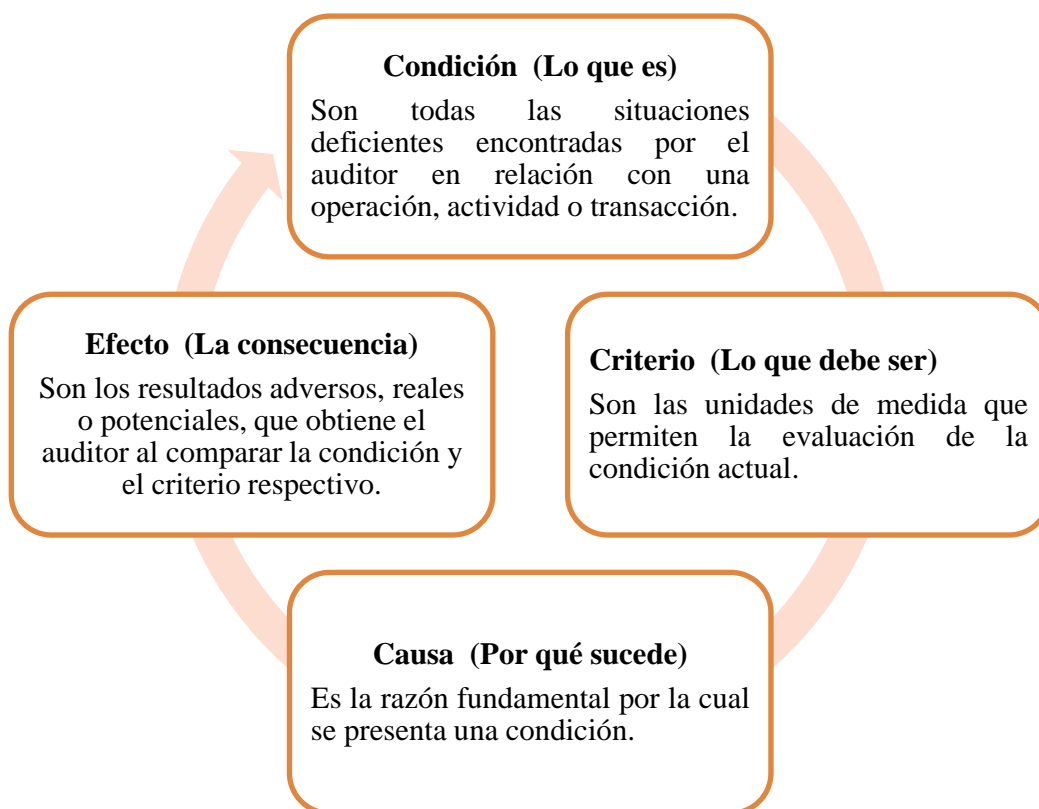 Condición (Lo que es)
Son todas las situaciones
deficientes encontradas por el
auditor en relación con una
operación, actividad o transacción.
Criterio (Lo que debe ser)
Son las unidades de medida que
permiten la evaluación de la
condición actual.
Causa (Por qué sucede)
Es la razón fundamental por la cual
se presenta una condición.
Efecto (La consecuencia)
Son los resultados adversos, reales
o potenciales, que obtiene el
auditor al comparar la condición y
el criterio respectivo.